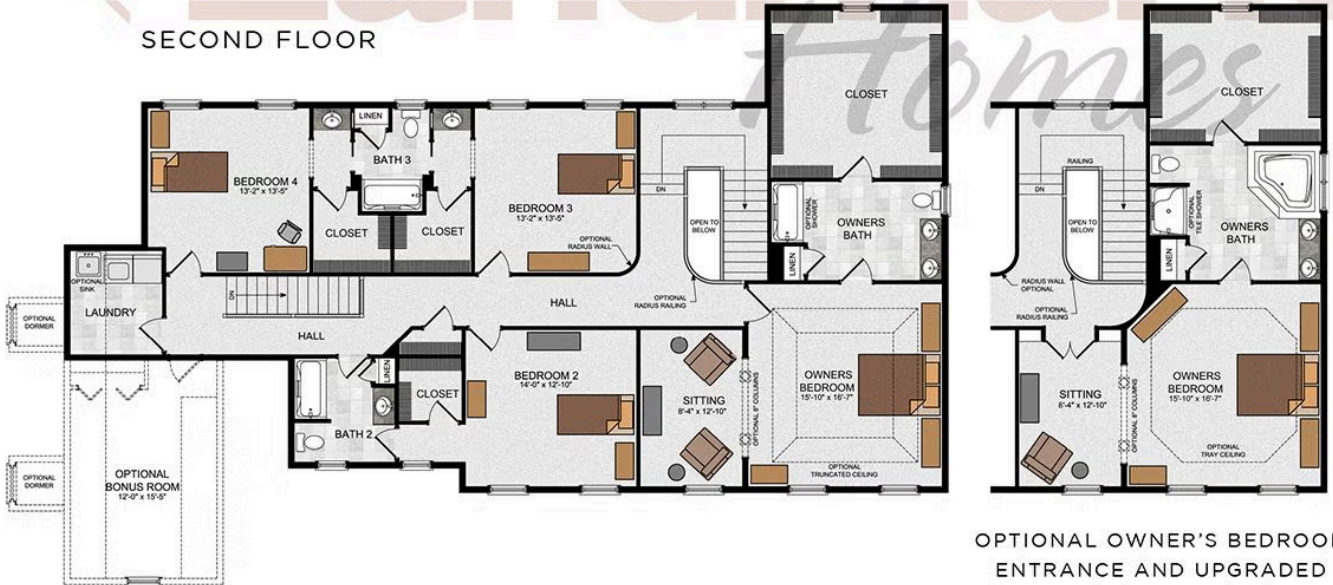 SECOND FLOOR
Homes
BEDROOM 4
13'-2" x 13'-5"
LINEN
BATH 3
CLOSET
CLOSET
BEDROOM 3
13'-2" x 13'-5"
OPTIONAL
RADIUS WALL
DN
OPEN TO
BELOW
OPTIONAL
RADIUS RAILING
CLOSET
OPTIONAL
SHOWER
OWNERS
BATH
LINEN
OPTIONAL
SINK
LAUNDRY
OPTIONAL
DORMER
DN
HALL
HALL
LINEN
BATH 2
CLOSET
BEDROOM 2
14'-0" x 12'-10"
SITTING
8'-4" x 12'-10"
OPTIONAL 8" COLUMNS
OWNERS
BEDROOM
15'-10" x 16'-7"
OPTIONAL
TRUNCATED CEILING
OPTIONAL
DORMER
OPTIONAL
BONUS ROOM
12'-0" x 15'-5"
CLOSET
RAILING
DN
OPEN TO
BELOW
OPTIONAL
TILE SHOWER
OWNERS
BATH
LINEN
RADIUS WALL
OPTIONAL
OPTIONAL
RADIUS RAILING
SITTING
6'-4" x 12'-10"
OPTIONAL 8" COLUMNS
OWNERS
BEDROOM
15'-10" x 16'-7"
OPTIONAL
TRAY CEILING
OPTIONAL OWNER'S BEDROOM
ENTRANCE AND UPGRADED